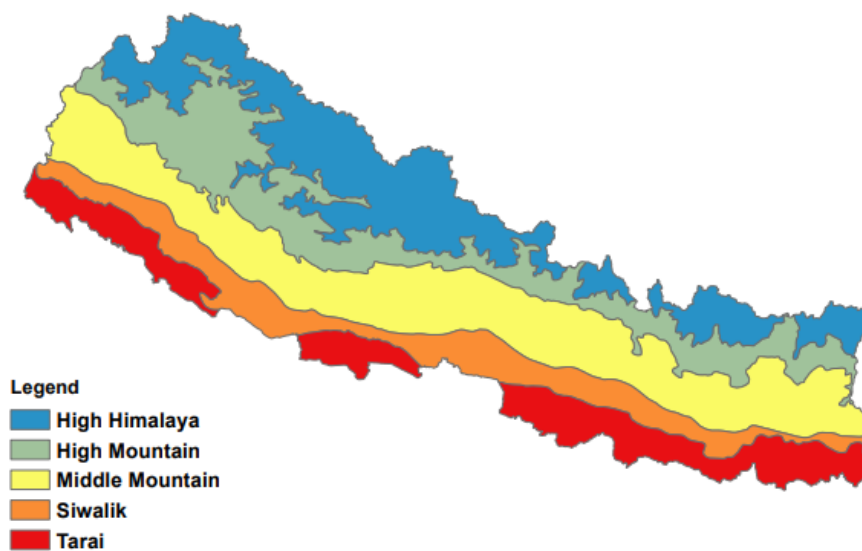 Legend
High Himalaya
High Mountain
Middle Mountain
Siwalik
Tarai